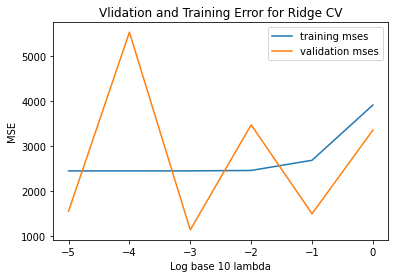 Vlidation and Training Error for Ridge CV
training mses
validation mses
MSE
5000
4000
3000
2000
1000
−5
−4
−3
−2
−1
0
Log base 10 lambda